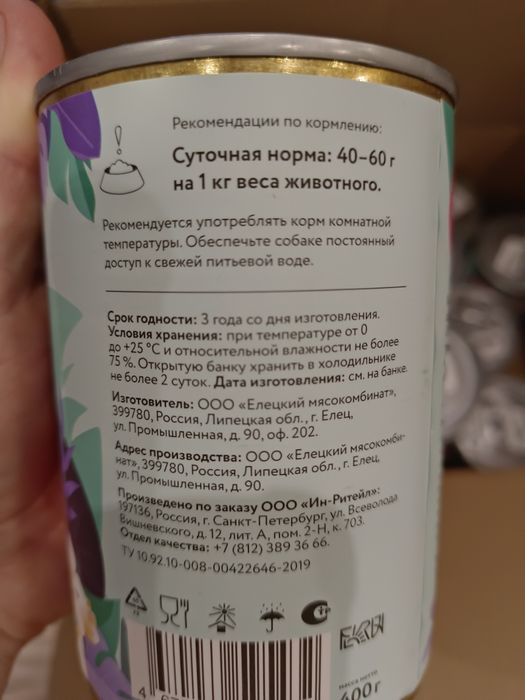 Рекомендации по кормлению:
Суточная норма: 40–60 г
на 1 кг веса животного.
Рекомендуется употреблять корм комнатной
температуры. Обеспечьте собаке постоянный
доступ к свежей питьевой воде.
Срок годности: 3 года со дня изготовления.
Условия хранения: при температуре от 0
до +25 °С и относительной влажности не более
75 %. Открытую банку хранить в холодильнике
не более 2 суток. Дата изготовления: см. на банке.
Изготовитель: ООО «Елецкий мясокомбинат»,
399780, Россия, Липецкая обл., г. Елец,
ул. Промышленная, д. 90, оф. 202.
Адрес производства: ООО «Елецкий мясокомби-
нат», 399780, Россия, Липецкая обл., г. Елец,
ул. Промышленная, д. 90.
Произведено по заказу ООО «Ин-Ритейл»:
197136, Россия, г. Санкт-Петербург, ул. Всеволода
Вишневского, д. 12, лит. А, пом. 2-Н, к. 703.
Отдел качества: +7 (812) 389 36 66.
ТУ 10.92.10-008-00422646-2019
масса нетто
400 г
4